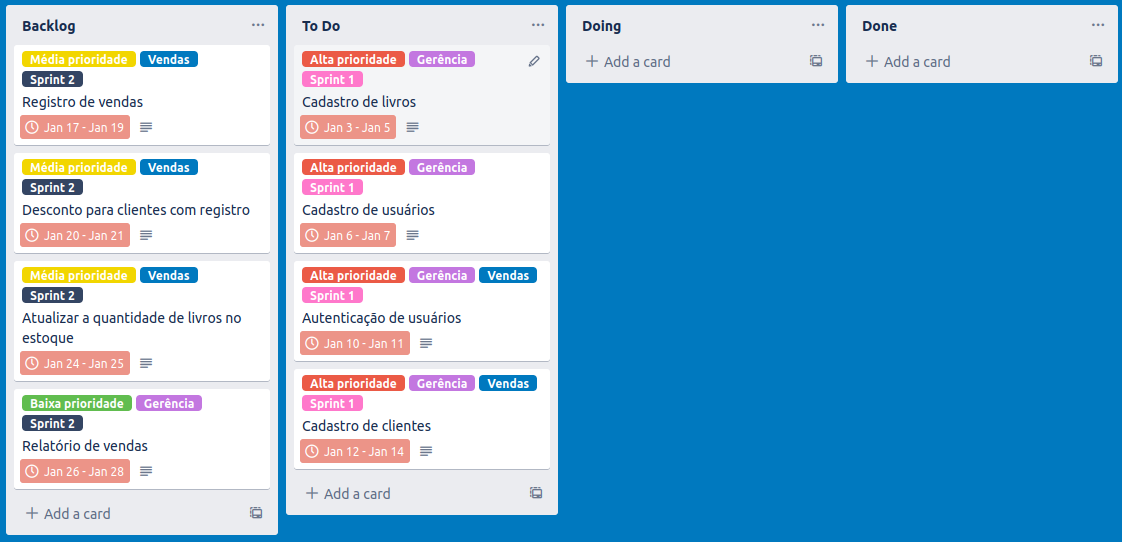 Backlog
Média prioridade Vendas
Sprint 2
Registro de vendas
Jan 17 - Jan 19
Média prioridade Vendas
Sprint 2
Desconto para clientes com registro
Jan 20 - Jan 21
Média prioridade Vendas
Sprint 2
Atualizar a quantidade de livros no
estoque
Jan 24 - Jan 25
Baixa prioridade Gerência
Sprint 2
Relatório de vendas
Jan 26 - Jan 28
+ Add a card
To Do
Alta prioridade Gerência
Sprint 1
Cadastro de livros
Jan 3 - Jan 5
Alta prioridade Gerência
Sprint 1
Cadastro de usuários
Jan 6 - Jan 7
Alta prioridade Gerência Vendas
Sprint 1
Autenticação de usuários
Jan 10 - Jan 11
Alta prioridade Gerência Vendas
Sprint 1
Cadastro de clientes
Jan 12 - Jan 14
+ Add a card
Doing
+ Add a card
Done
+ Add a card